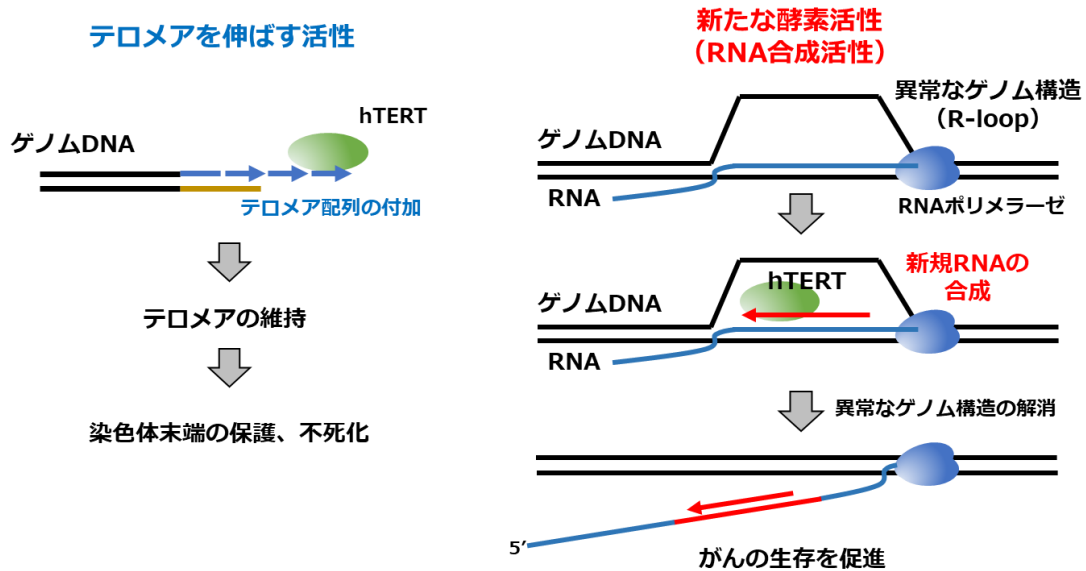 テロメアを伸ばす活性
hTERT
ゲノムDNA
テロメア配列の付加
テロメアの維持
染色体末端の保護、不死化
新たな酵素活性
（RNA合成活性）
異常なゲノム構造
（R-loop）
ゲノムDNA
RNA
RNAポリメラーゼ
hTERT
新規RNAの
合成
ゲノムDNA
RNA
異常なゲノム構造の解消
5′
がんの生存を促進